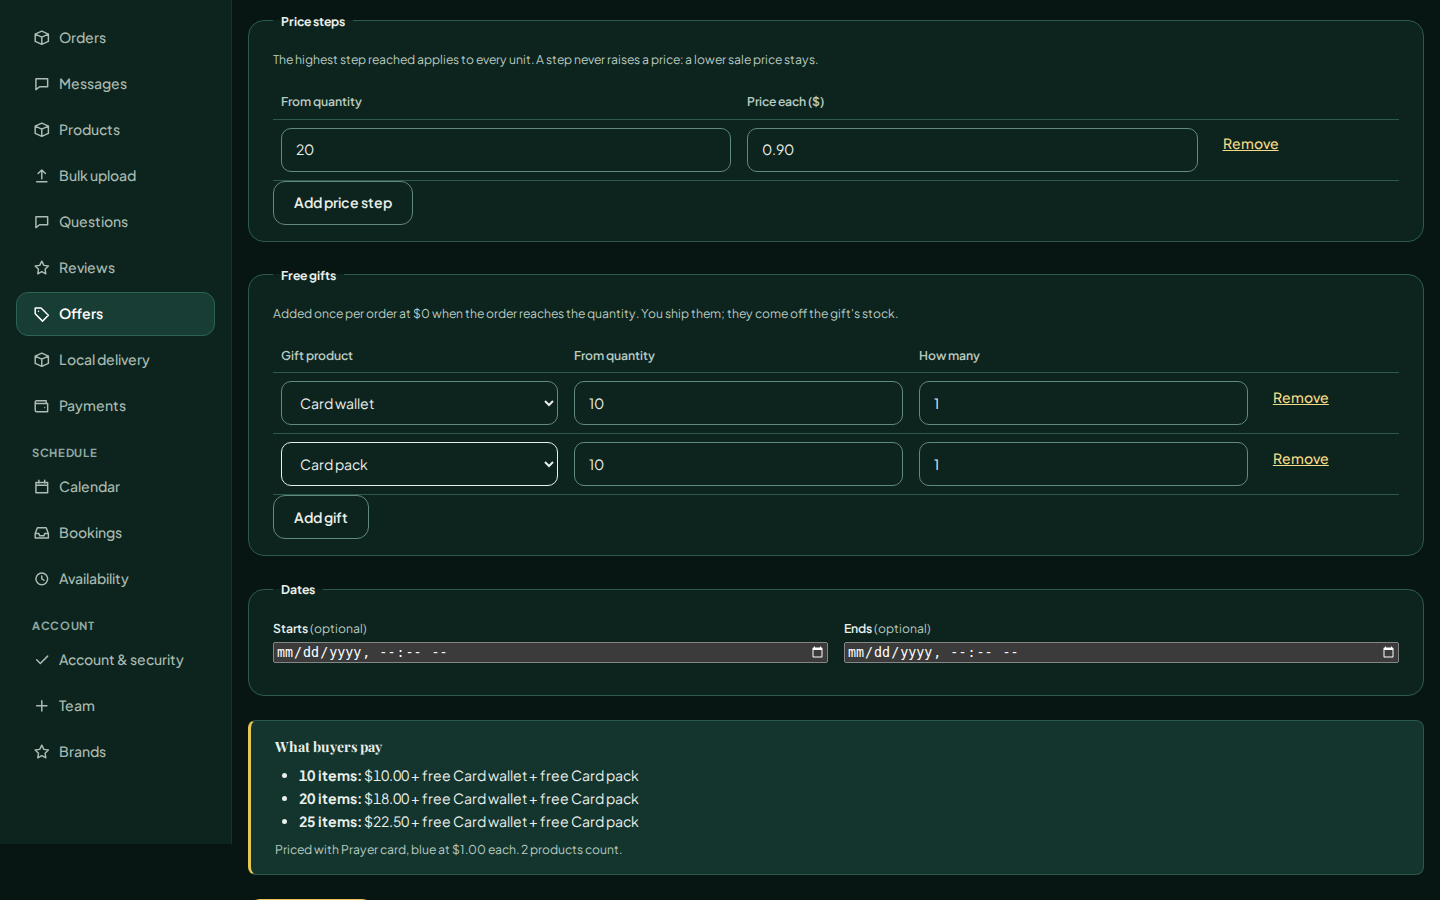 Orders
Messages
Products
Bulk upload
Questions
Reviews
Offers
Local delivery
Payments
SCHEDULE
Calendar
Bookings
Availability
ACCOUNT
Account & security
Team
Brands
Price steps
The highest step reached applies to every unit. A step never raises a price: a lower sale price stays.
From quantity Price each ($)
20 0.90 Remove
Add price step
Free gifts
Added once per order at $0 when the order reaches the quantity. You ship them; they come off the gift's stock.
Gift product From quantity How many
Card wallet 10 1 Remove
Card pack 10 1 Remove
Add gift
Dates
Starts (optional) Ends (optional)
mm/dd/yyyy, --:-- -- mm/dd/yyyy, --:-- --
What buyers pay
• 10 items: $10.00 + free Card wallet + free Card pack
• 20 items: $18.00 + free Card wallet + free Card pack
• 25 items: $22.50 + free Card wallet + free Card pack
Priced with Prayer card, blue at $1.00 each. 2 products count.